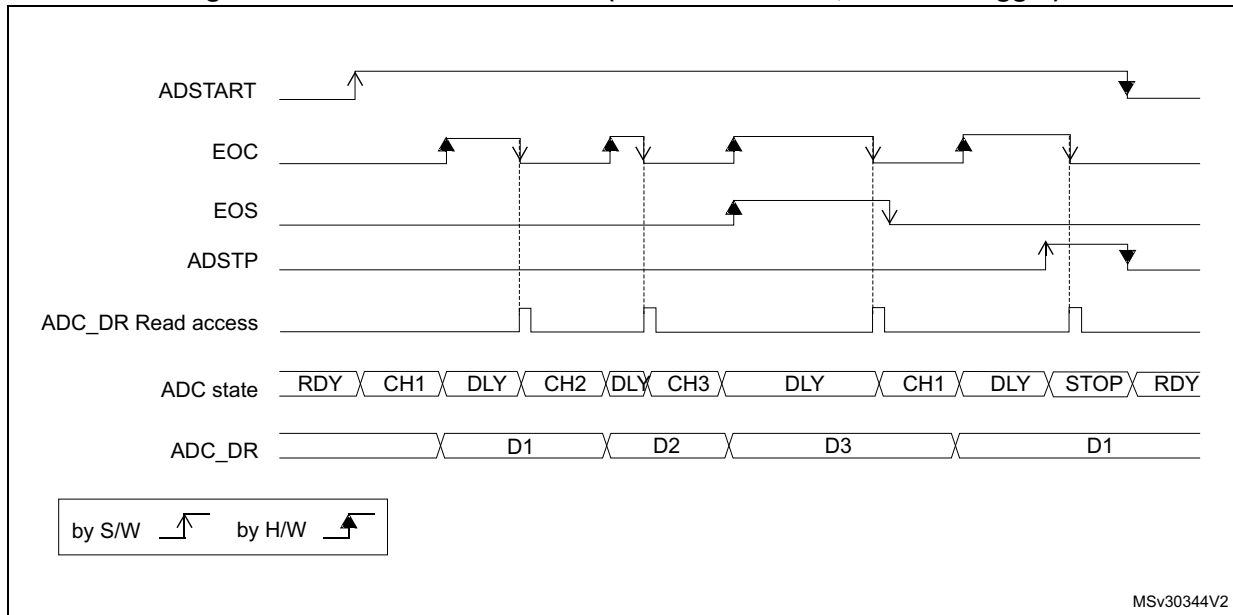 ADSTART
EOC
EOS
ADSTP
ADC_DR Read access
ADC state RDY CH1 DLY CH2 DLY CH3 DLY CH1 DLY STOP RDY
ADC_DR D1 D2 D3 D1
by S/W by H/W
MSv30344V2